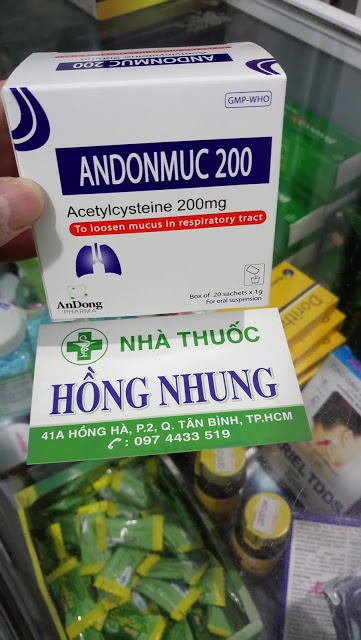 Acetylcysteine 200mg
ANDONMUC 200
GMP-WHO
ANDONMUC 200
Acetylcysteine 200mg
To loosen mucus in respiratory tract
AnDong
PHARMA
Box of 20 sachets x 1g
For oral suspension
NHÀ THUỐC
HỒNG NHUNG
41A HỒNG HÀ, P.2, Q. TÂN BÌNH, TP.HCM
: 097 4433 519